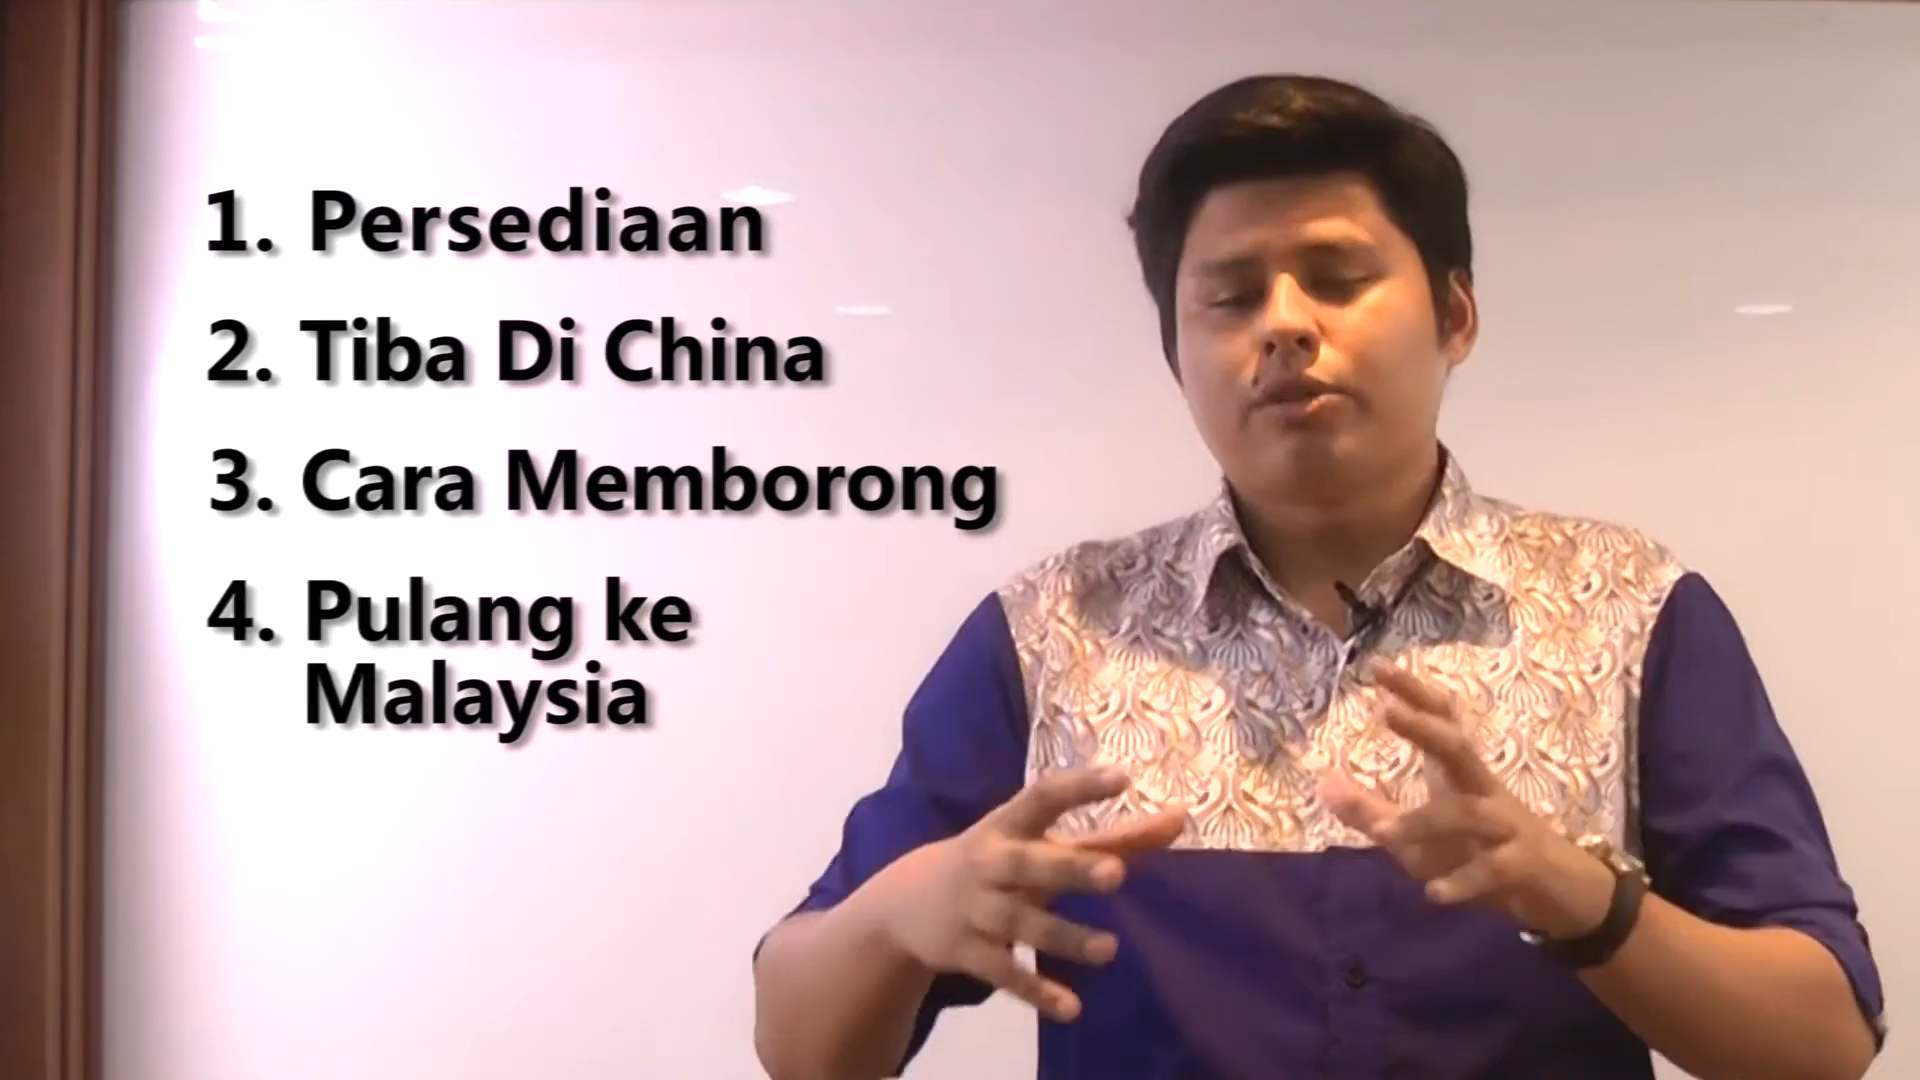 1. Persediaan
2. Tiba Di China
3. Cara Memborong
4. Pulang ke
Malaysia